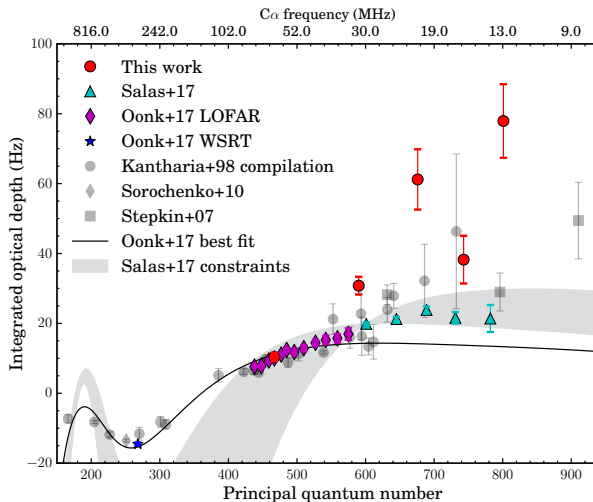 Cα frequency (MHz)
816.0 242.0 102.0 52.0 30.0 19.0 13.0 9.0
Integrated optical depth (Hz)
100
80
60
40
20
0
−20
This work
Salas+17
Oonk+17 LOFAR
Oonk+17 WSRT
Kantharia+98 compilation
Sorochenko+10
Stepkin+07
Oonk+17 best fit
Salas+17 constraints
200 300 400 500 600 700 800 900
Principal quantum number